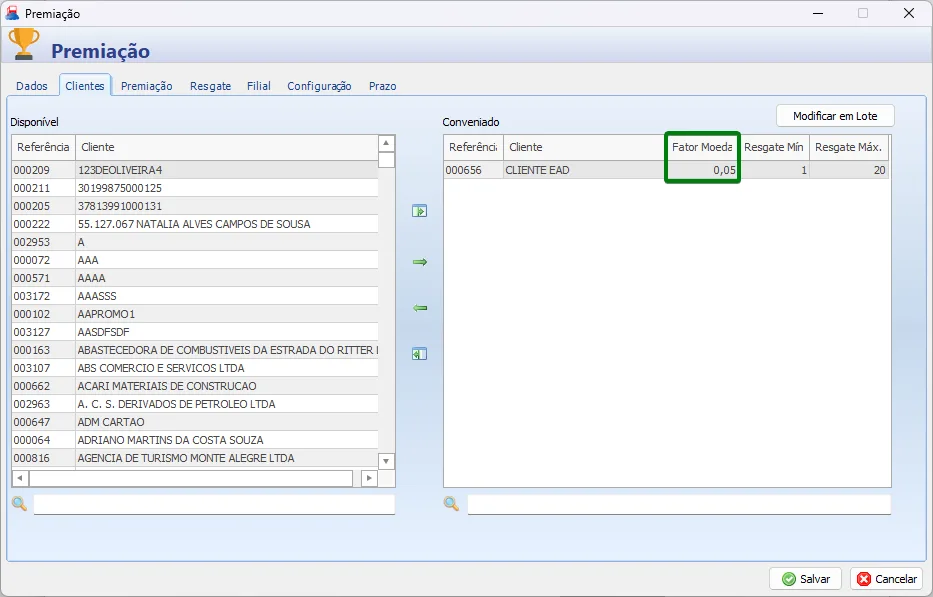 Premiação
Premiação
Dados Clientes Premiação Resgate Filial Configuração Prazo
Modificar em Lote
Disponível
Referência Cliente
000209 123DEOLIVEIRA4
000211 30199875000125
000205 37813991000131
000222 55.127.067 NATALIA ALVES CAMPOS DE SOUSA
002953 A
000072 AAA
000571 AAAA
003172 AAASSS
000102 AAPROMO1
003127 AASDFSDF
000163 ABASTECEDORA DE COMBUSTIVEIS DA ESTRADA DO RITTER
003107 ABS COMERCIO E SERVICOS LTDA
000662 ACARI MATERIAIS DE CONSTRUCAO
002963 A. C. S. DERIVADOS DE PETROLEO LTDA
000647 ADM CARTAO
000064 ADRIANO MARTINS DA COSTA SOUZA
000816 AGENCIA DE TURISMO MONTE ALEGRE LTDA
Conveniado
Referência Cliente Fator Moeda Resgate Mín Resgate Máx.
000656 CLIENTE EAD 0,05 1 20
Salvar Cancelar